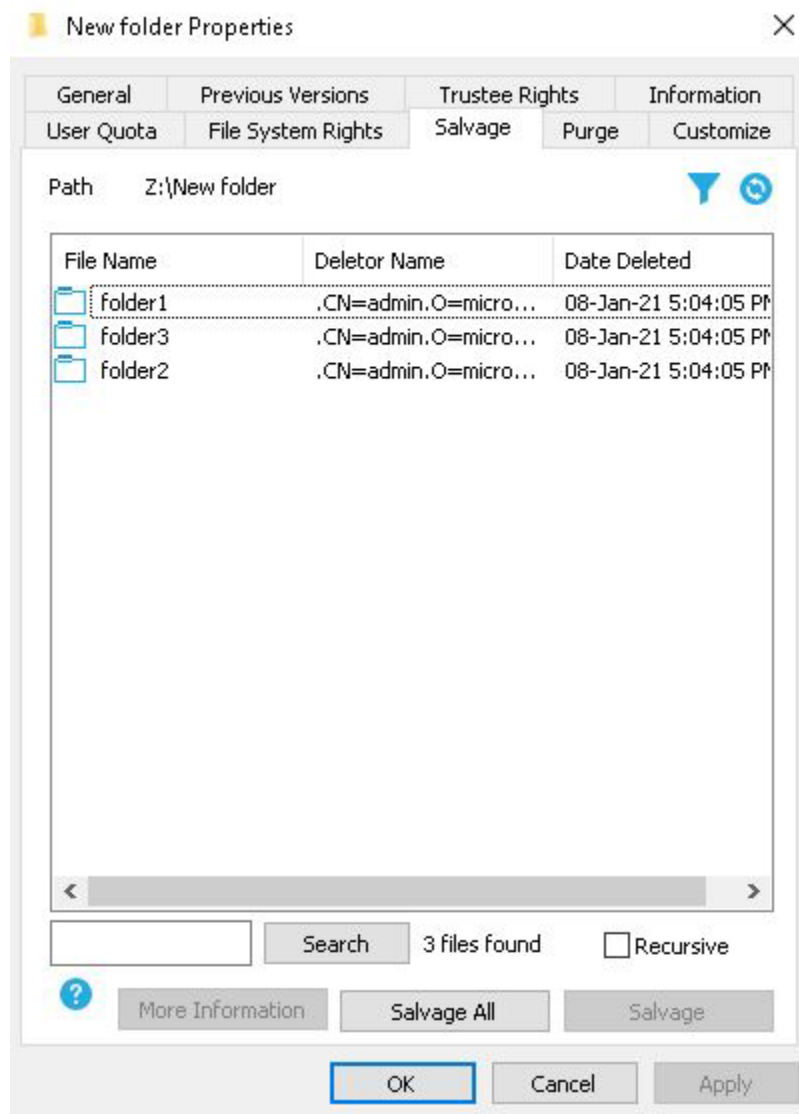 New folder Properties
General Previous Versions Trustee Rights Information
User Quota File System Rights Salvage Purge Customize
Path Z:\New folder
File Name Deletor Name Date Deleted
folder1 .CN=admin.O=micro... 08-Jan-21 5:04:05 PM
folder3 .CN=admin.O=micro... 08-Jan-21 5:04:05 PM
folder2 .CN=admin.O=micro... 08-Jan-21 5:04:05 PM
Search 3 files found Recursive
? More Information Salvage All Salvage
OK Cancel Apply